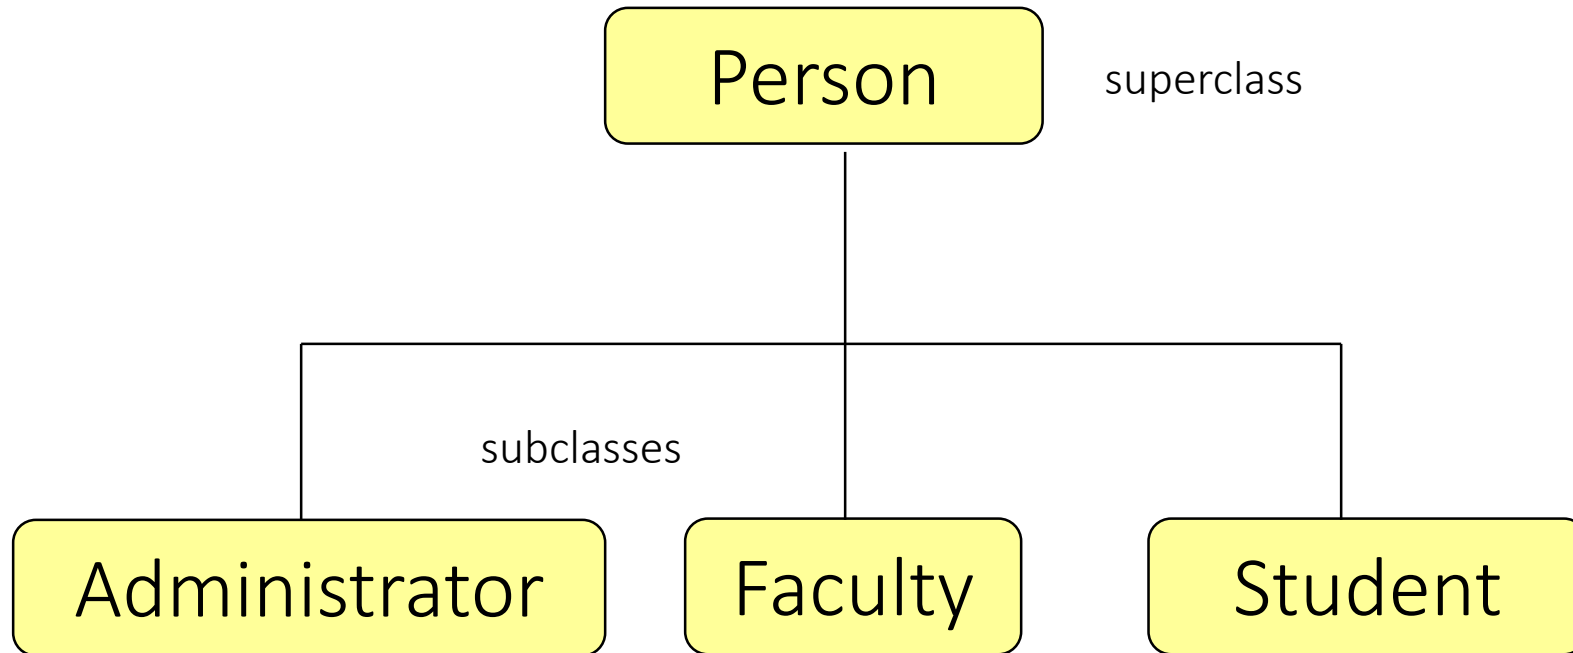 Person
superclass
subclasses
Administrator
Faculty
Student